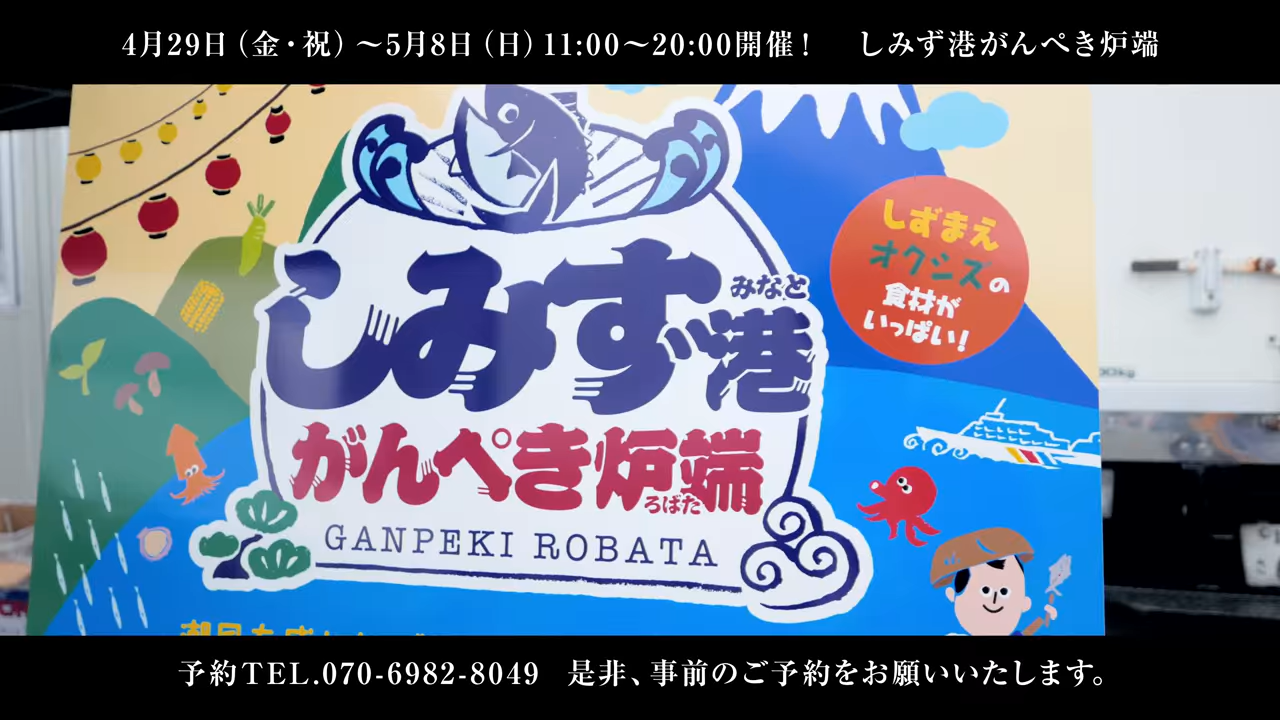 4月29日（金・祝）～5月8日（日）11:00～20:00開催！　しみず港がんぺき炉端
しみず港
みなと
しずまえ
オクシズの
食材が
いっぱい！
がんぺき炉端
ろばた
GANPEKI ROBATA
予約TEL.070-6982-8049　是非、事前のご予約をお願いいたします。